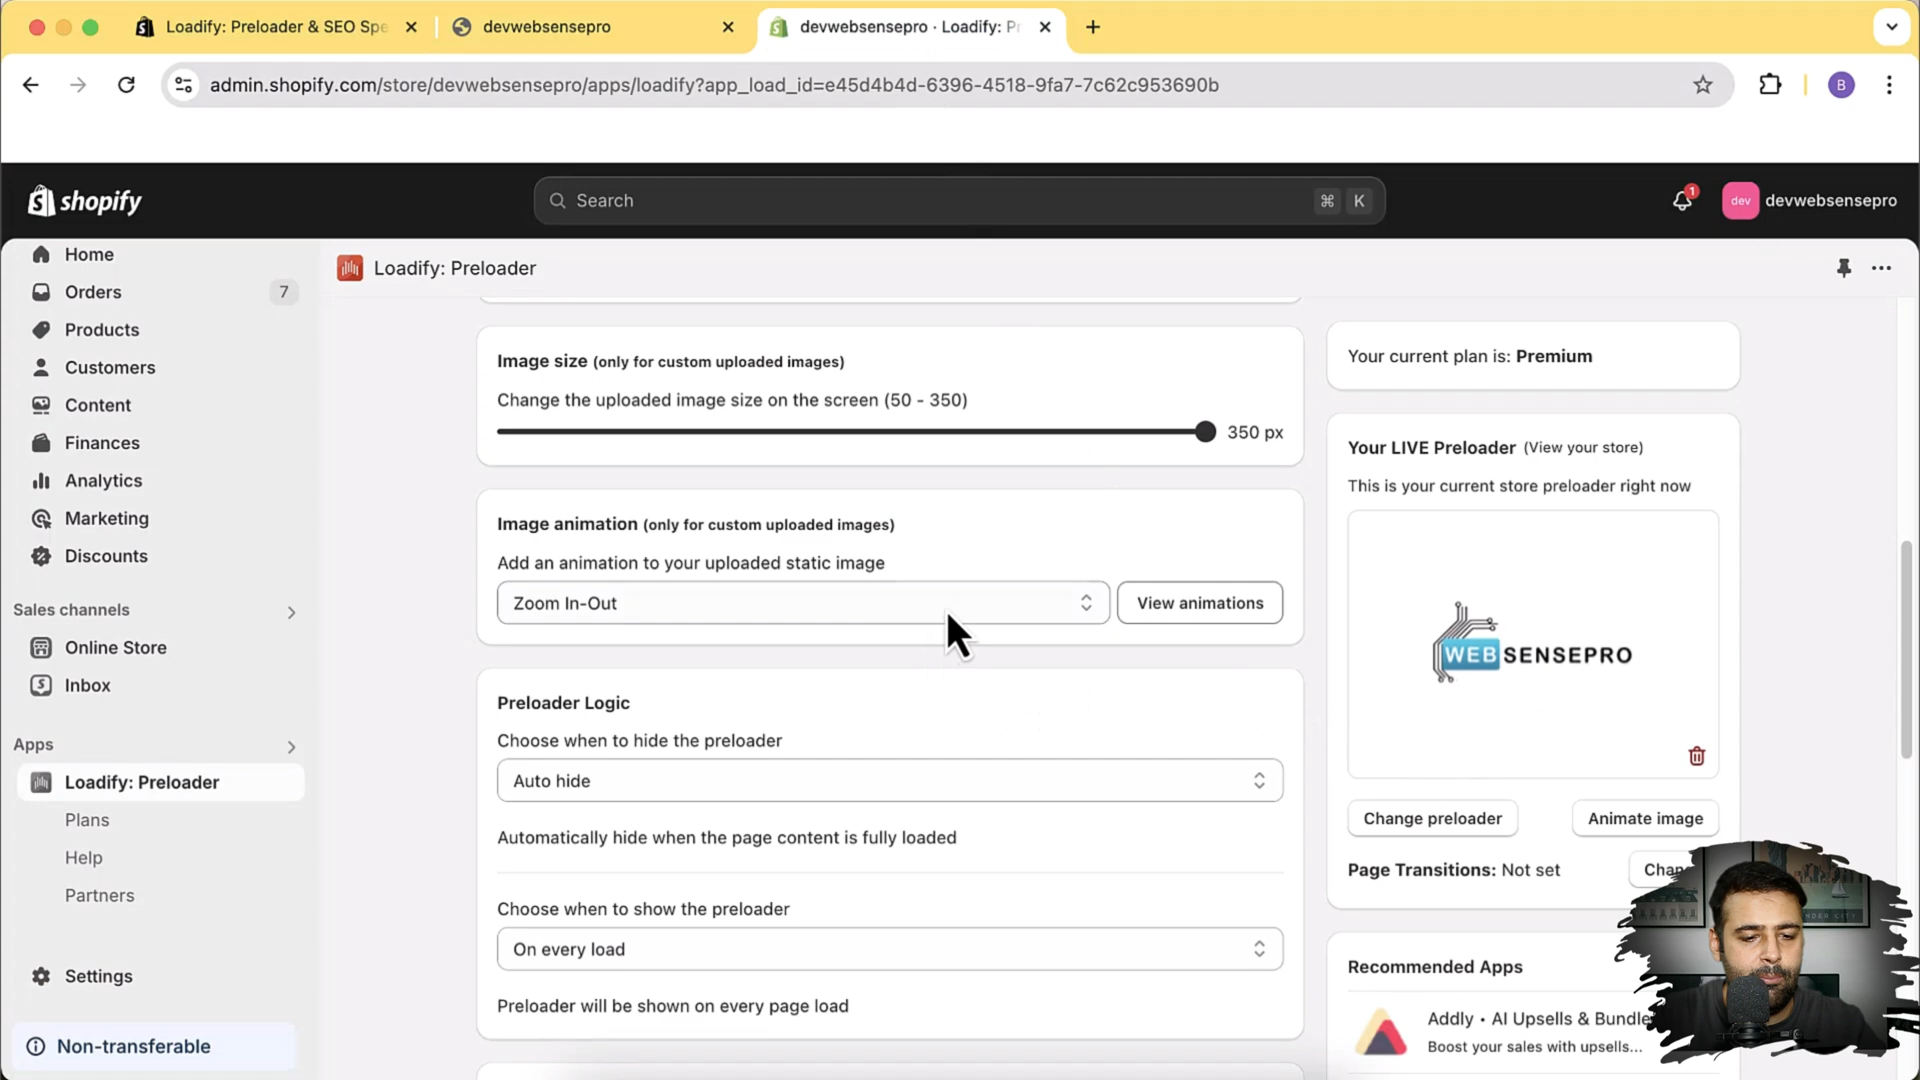 Loadify: Preloader & SEO Spe
devwebsensepro
devwebsensepro · Loadify: Pr
admin.shopify.com/store/devwebsensepro/apps/loadify?app_load_id=e45d4b4d-6396-4518-9fa7-7c62c953690b
B
shopify
Search
⌘ K
1
dev
devwebsensepro
Home
Orders
7
Products
Customers
Content
Finances
Analytics
Marketing
Discounts
Sales channels
Online Store
Inbox
Apps
Loadify: Preloader
Plans
Help
Partners
Settings
Non-transferable
Loadify: Preloader
Image size (only for custom uploaded images)
Change the uploaded image size on the screen (50 - 350)
350 px
Image animation (only for custom uploaded images)
Add an animation to your uploaded static image
Zoom In-Out
View animations
Preloader Logic
Choose when to hide the preloader
Auto hide
Automatically hide when the page content is fully loaded
Choose when to show the preloader
On every load
Preloader will be shown on every page load
Your current plan is: Premium
Your LIVE Preloader (View your store)
This is your current store preloader right now
WEBSENSEPRO
Change preloader
Animate image
Page Transitions: Not set
Recommended Apps
Addly • AI Upsells & Bundle
Boost your sales with upsells...